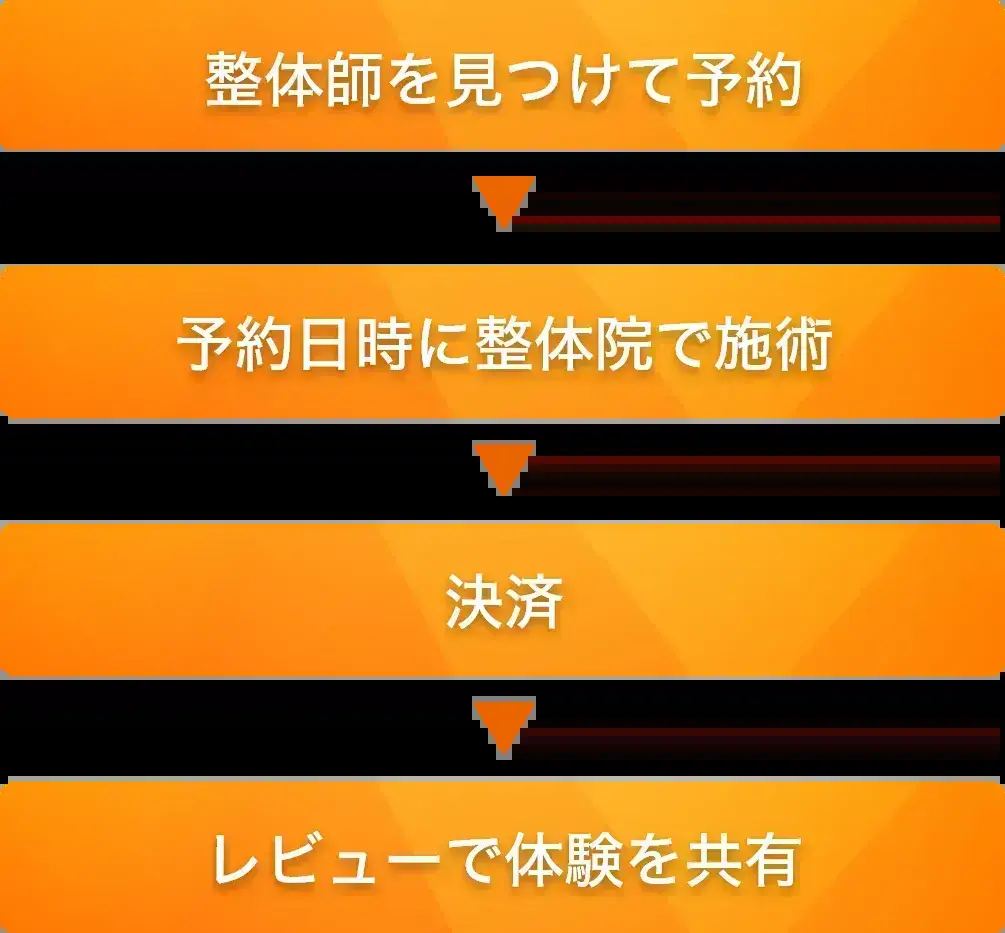 整体師を見つけて予約
予約日時に整体院で施術
決済
レビューで体験を共有